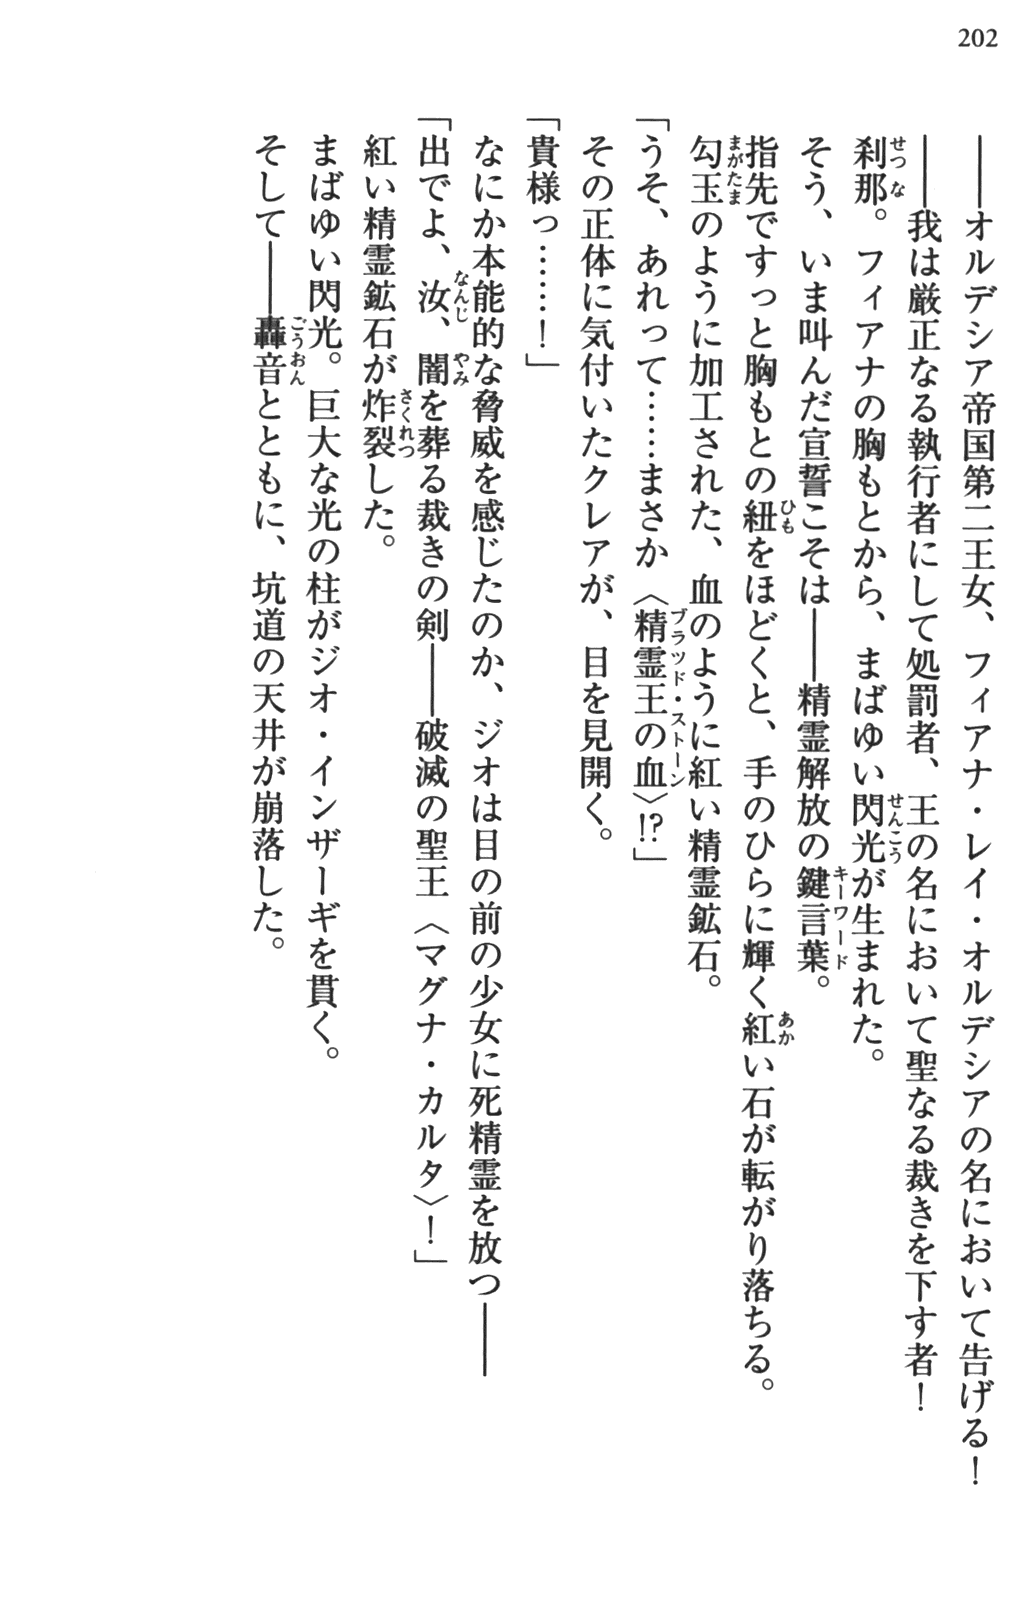 202
――オルデシア帝国第二王女、フィアナ・レイ・オルデシアの名において告げる！
――我は厳正なる執行者にして処罰者、王の名において聖なる裁きを下す者！
刹那。フィアナの胸もとから、まばゆい閃光が生まれた。
そう、いま叫んだ宣誓こそは――精霊解放の鍵言葉。
指先ですっと胸もとの紐をほどくと、手のひらに輝く紅い石が転がり落ちる。
勾玉のように加工された、血のように紅い精霊鉱石。
「うそ、あれって……まさか〈精霊王の血〉!?」
その正体に気付いたクレアが、目を見開く。
「貴様っ……！」
なにか本能的な脅威を感じたのか、ジオは目の前の少女に死精霊を放つ――
「出でよ、汝、闇を葬る裁きの剣――破滅の聖王〈マグナ・カルタ〉！」
紅い精霊鉱石が炸裂した。
まばゆい閃光。巨大な光の柱がジオ・インザーギを貫く。
そして――轟音とともに、坑道の天井が崩落した。